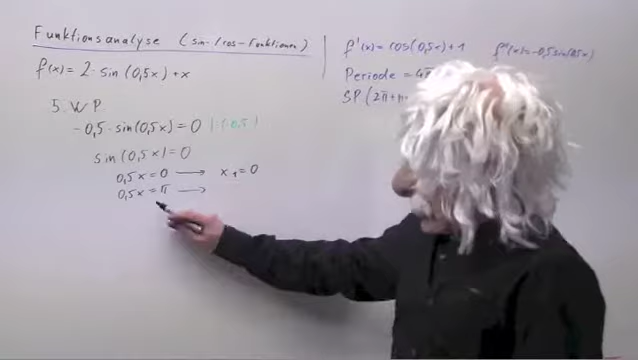 Funktionsanalyse (sin-/cos-Funktionen)
f(x) = 2 · sin (0,5x) + x
5. WP
-0,5 · sin(0,5x) = 0 | : (-0,5)
sin (0,5x) = 0
0,5x = 0 → x₁ = 0
0,5x = π →
f'(x) = cos(0,5x) + 1
f''(x) = -0,5 sin(0,5x)
Periode = 4π
SP (2π + n